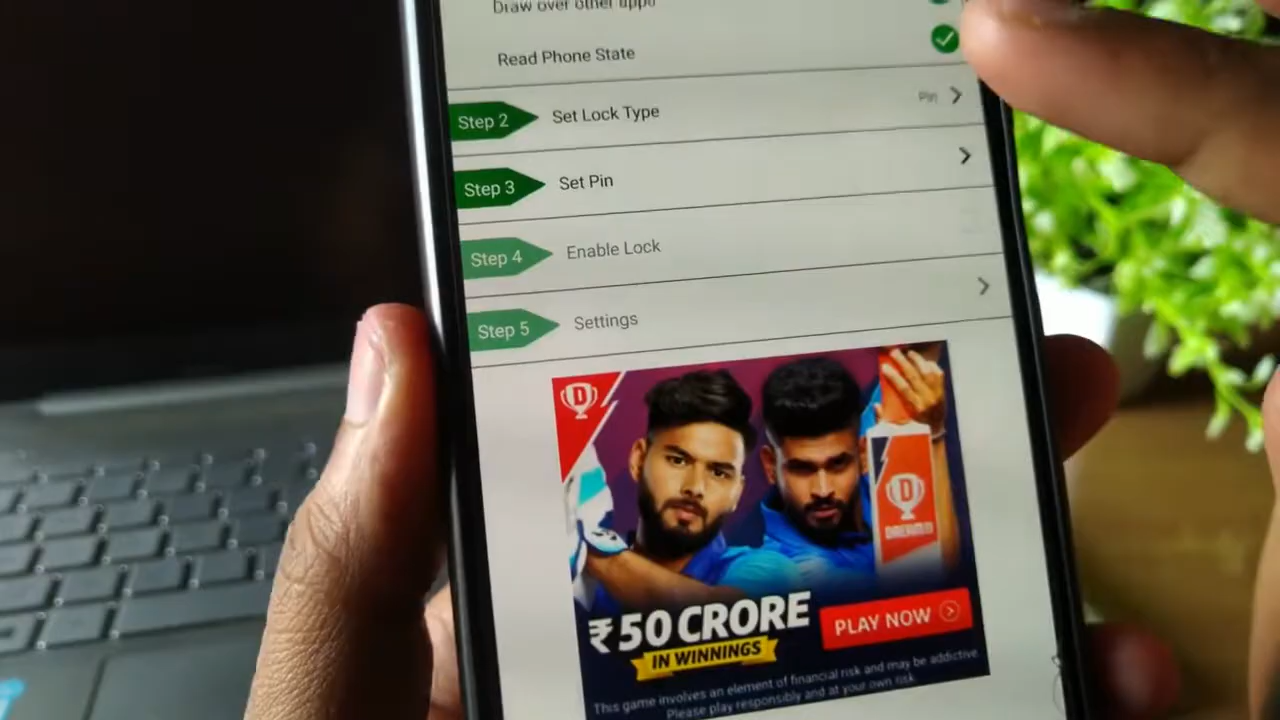 Draw over other apps
Read Phone State
Step 2
Set Lock Type
Pin
Step 3
Set Pin
Step 4
Enable Lock
Step 5
Settings
D
D
DREAM11
₹50 CRORE
IN WINNINGS
PLAY NOW
This game involves an element of financial risk and may be addictive.
Please play responsibly and at your own risk.